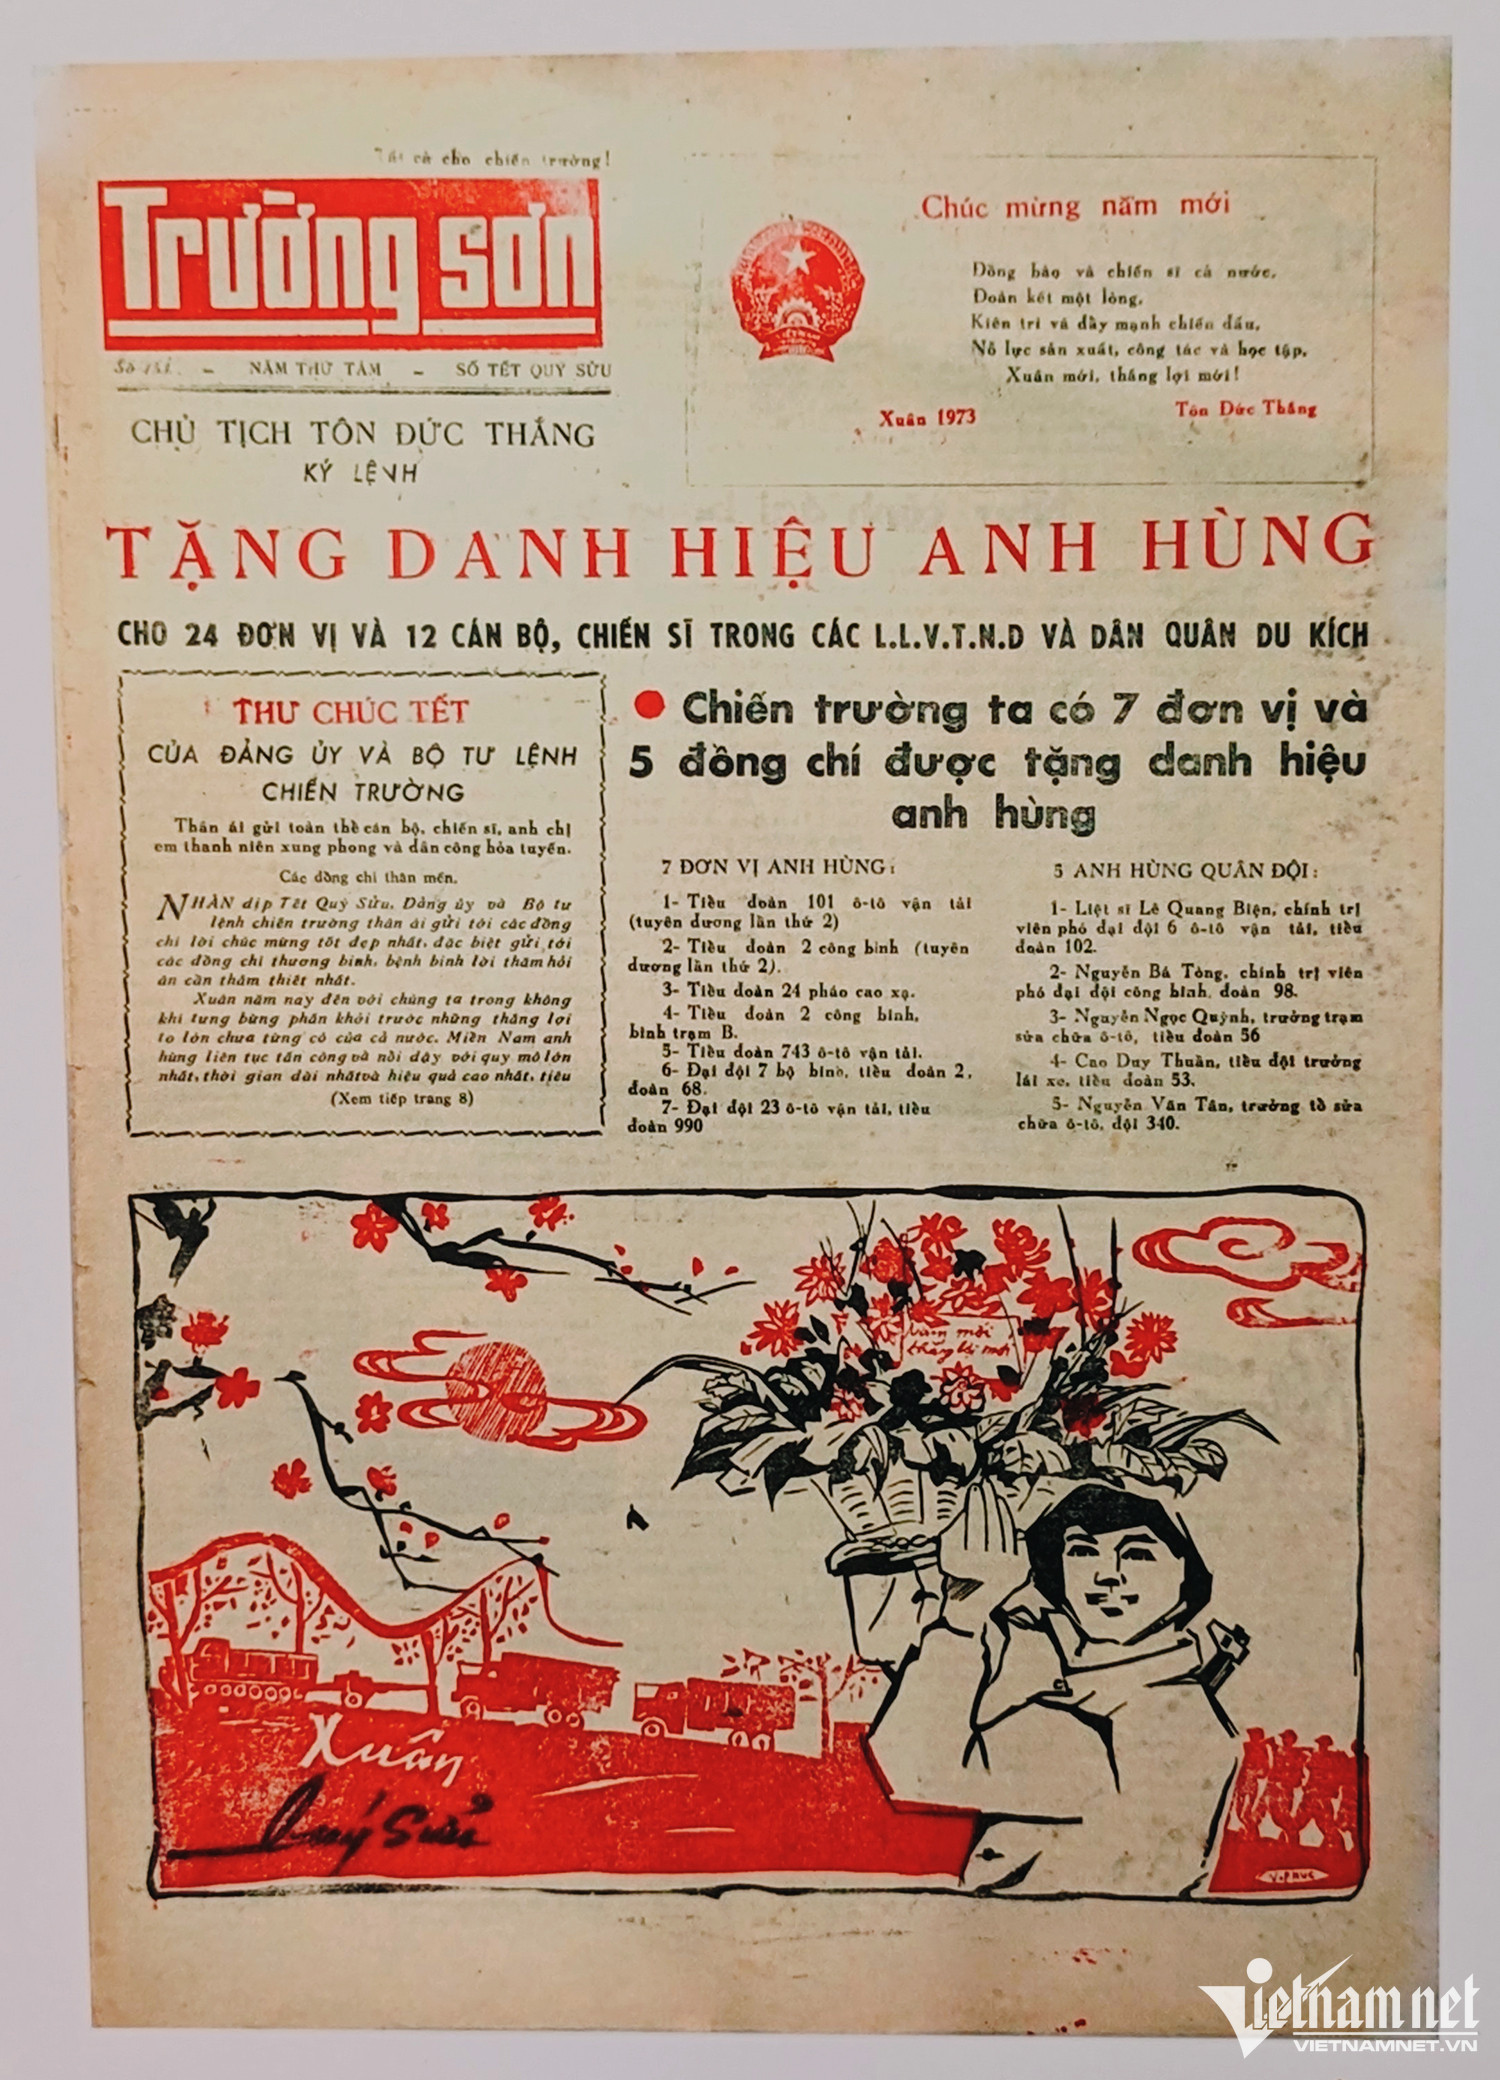 Tất cả cho chiến trường!
Trường sơn
NĂM THỨ TÁM – SỐ TẾT QUÝ SỬU
Chúc mừng năm mới
Đồng bào và chiến sĩ cả nước,
Đoàn kết một lòng,
Kiên trì và đẩy mạnh chiến đấu,
Nỗ lực sản xuất, công tác và học tập,
Xuân mới, thắng lợi mới!
Xuân 1973
Tôn Đức Thắng
CHỦ TỊCH TÔN ĐỨC THẮNG
KÝ LỆNH
TẶNG DANH HIỆU ANH HÙNG
CHO 24 ĐƠN VỊ VÀ 12 CÁN BỘ, CHIẾN SĨ TRONG CÁC L.L.V.T.N.D VÀ DÂN QUÂN DU KÍCH
THƯ CHÚC TẾT
CỦA ĐẢNG ỦY VÀ BỘ TƯ LỆNH
CHIẾN TRƯỜNG
Thân ái gửi toàn thể cán bộ, chiến sĩ, anh chị
em thanh niên xung phong và dân công hỏa tuyến.
Các đồng chí thân mến,
NHÂN dịp Tết Quý Sửu, Đảng ủy và Bộ tư
lệnh chiến trường thân ái gửi tới các đồng
chí lời chúc mừng tốt đẹp nhất, đặc biệt gửi tới
các đồng chí thương binh, bệnh binh lời thăm hỏi
ân cần thắm thiết nhất.
Xuân năm nay đến với chúng ta trong không
khí tưng bừng phấn khởi trước những thắng lợi
to lớn chưa từng có của cả nước. Miền Nam anh
hùng liên tục tấn công và nổi dậy với quy mô lớn
nhất, thời gian dài nhất và hiệu quả cao nhất, tiêu
(Xem tiếp trang 8)
Chiến trường ta có 7 đơn vị và
5 đồng chí được tặng danh hiệu
anh hùng
7 ĐƠN VỊ ANH HÙNG:
1- Tiểu đoàn 101 ô-tô vận tải
(tuyên dương lần thứ 2)
2- Tiểu đoàn 2 công binh (tuyên
dương lần thứ 2).
3- Tiểu đoàn 24 pháo cao xạ.
4- Tiểu đoàn 2 công binh,
binh trạm B.
5- Tiểu đoàn 743 ô-tô vận tải.
6- Đại đội 7 bộ binh, tiểu đoàn 2,
đoàn 68.
7- Đại đội 23 ô-tô vận tải, tiểu
đoàn 990
5 ANH HÙNG QUÂN ĐỘI:
1- Liệt sĩ Lê Quang Biện, chính trị
viên phó đại đội 6 ô-tô vận tải, tiểu
đoàn 102.
2- Nguyễn Bá Tòng, chính trị viên
phó đại đội công binh, đoàn 98.
3- Nguyễn Ngọc Quỳnh, trưởng trạm
sửa chữa ô-tô, tiểu đoàn 56
4- Cao Duy Thuần, tiểu đội trưởng
lái xe, tiểu đoàn 53.
5- Nguyễn Văn Tân, trưởng tổ sửa
chữa ô-tô, đội 340.
Năm mới
thắng lợi mới
Xuân
Quý Sửu
V.PHUC
Vietnamnet
VIETNAMNET.VN